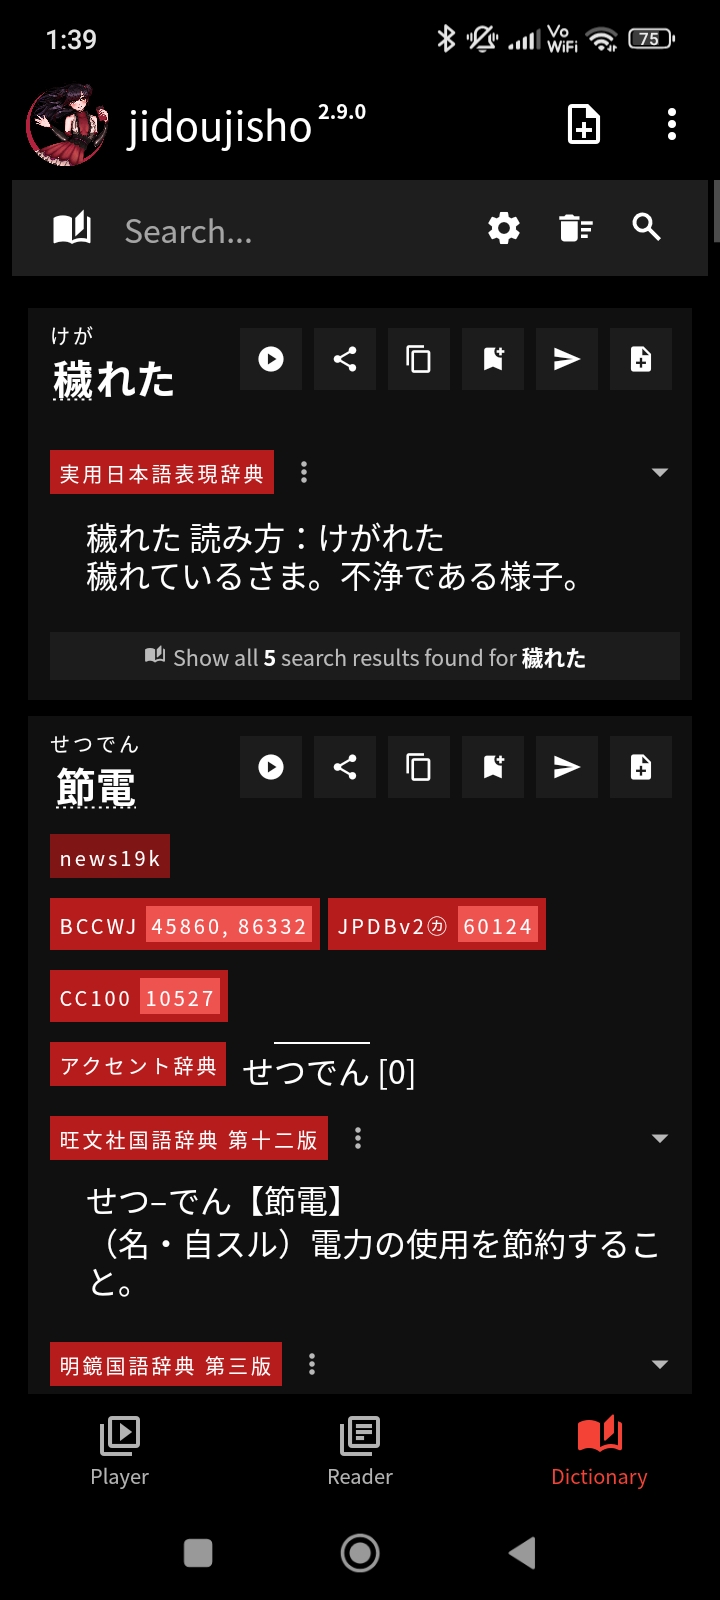 1:39
Vo
WiFi
75
jidoujisho 2.9.0
Search...
けが
穢れた
実用日本語表現辞典
穢れた 読み方：けがれた
穢れているさま。不浄である様子。
Show all 5 search results found for 穢れた
せつでん
節電
news19k
BCCWJ 45860, 86332 JPDBv2㋕ 60124
CC100 10527
アクセント辞典 せつでん [0]
旺文社国語辞典 第十二版
せつ–でん【節電】
（名・自スル）電力の使用を節約するこ
と。
明鏡国語辞典 第三版
Player Reader Dictionary